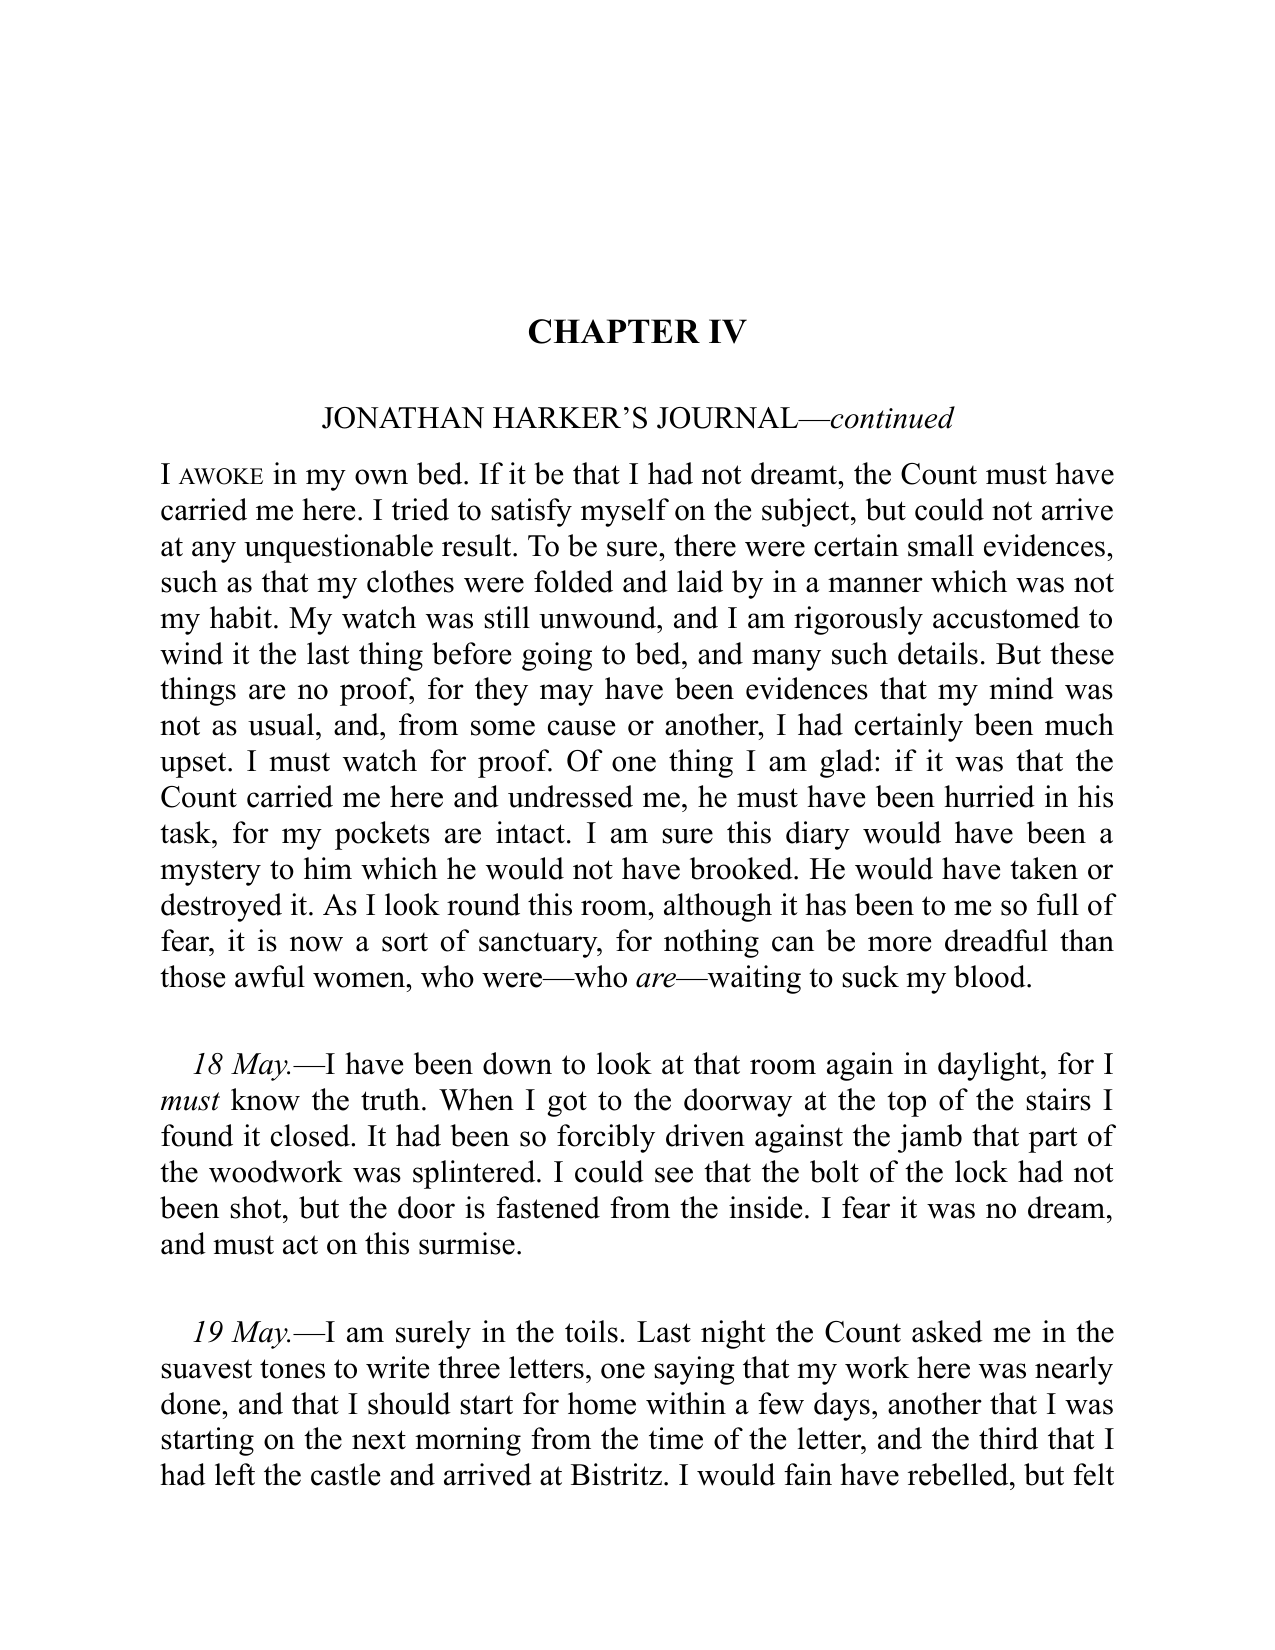 CHAPTER IV
JONATHAN HARKER’S JOURNAL—continued
I AWOKE in my own bed. If it be that I had not dreamt, the Count must have
carried me here. I tried to satisfy myself on the subject, but could not arrive
at any unquestionable result. To be sure, there were certain small evidences,
such as that my clothes were folded and laid by in a manner which was not
my habit. My watch was still unwound, and I am rigorously accustomed to
wind it the last thing before going to bed, and many such details. But these
things are no proof, for they may have been evidences that my mind was
not as usual, and, from some cause or another, I had certainly been much
upset. I must watch for proof. Of one thing I am glad: if it was that the
Count carried me here and undressed me, he must have been hurried in his
task, for my pockets are intact. I am sure this diary would have been a
mystery to him which he would not have brooked. He would have taken or
destroyed it. As I look round this room, although it has been to me so full of
fear, it is now a sort of sanctuary, for nothing can be more dreadful than
those awful women, who were—who are—waiting to suck my blood.
18 May.—I have been down to look at that room again in daylight, for I
must know the truth. When I got to the doorway at the top of the stairs I
found it closed. It had been so forcibly driven against the jamb that part of
the woodwork was splintered. I could see that the bolt of the lock had not
been shot, but the door is fastened from the inside. I fear it was no dream,
and must act on this surmise.
19 May.—I am surely in the toils. Last night the Count asked me in the
suavest tones to write three letters, one saying that my work here was nearly
done, and that I should start for home within a few days, another that I was
starting on the next morning from the time of the letter, and the third that I
had left the castle and arrived at Bistritz. I would fain have rebelled, but felt